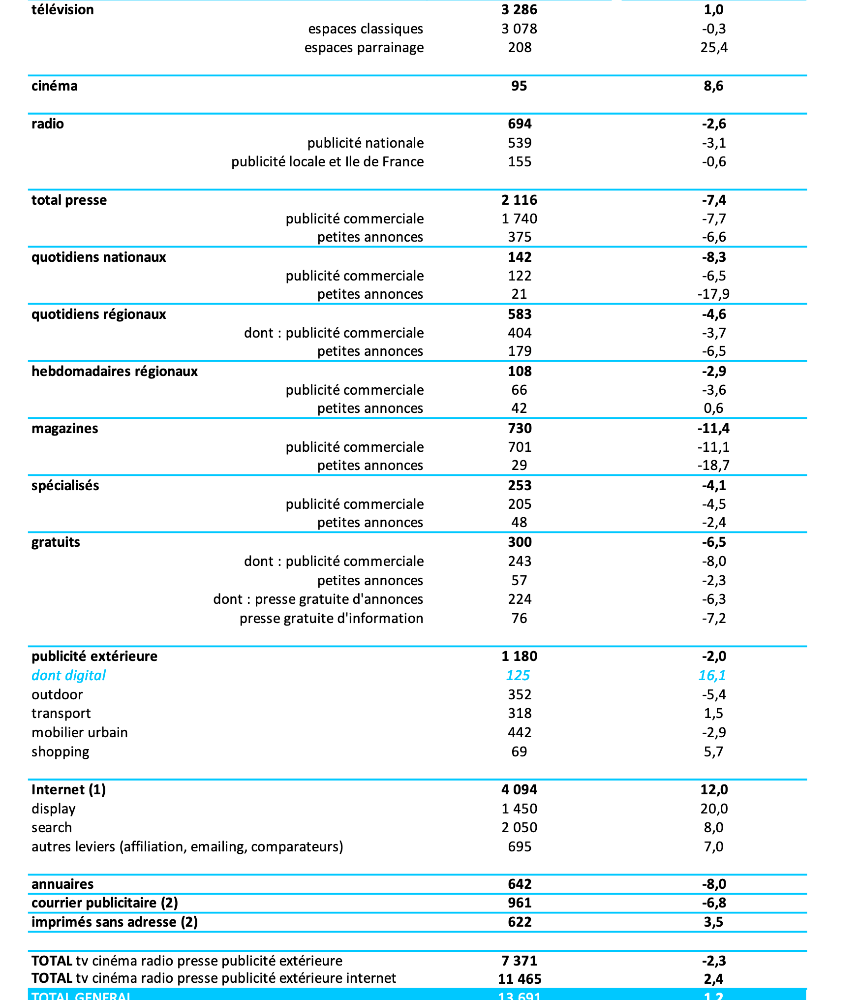 télévision 3 286 1,0
espaces classiques 3 078 -0,3
espaces parrainage 208 25,4
cinéma 95 8,6
radio 694 -2,6
publicité nationale 539 -3,1
publicité locale et Ile de France 155 -0,6
total presse 2 116 -7,4
publicité commerciale 1 740 -7,7
petites annonces 375 -6,6
quotidiens nationaux 142 -8,3
publicité commerciale 122 -6,5
petites annonces 21 -17,9
quotidiens régionaux 583 -4,6
dont : publicité commerciale 404 -3,7
petites annonces 179 -6,5
hebdomadaires régionaux 108 -2,9
publicité commerciale 66 -3,6
petites annonces 42 0,6
magazines 730 -11,4
publicité commerciale 701 -11,1
petites annonces 29 -18,7
spécialisés 253 -4,1
publicité commerciale 205 -4,5
petites annonces 48 -2,4
gratuits 300 -6,5
dont : publicité commerciale 243 -8,0
petites annonces 57 -2,3
dont : presse gratuite d'annonces 224 -6,3
presse gratuite d'information 76 -7,2
publicité extérieure 1 180 -2,0
dont digital 125 16,1
outdoor 352 -5,4
transport 318 1,5
mobilier urbain 442 -2,9
shopping 69 5,7
Internet (1) 4 094 12,0
display 1 450 20,0
search 2 050 8,0
autres leviers (affiliation, emailing, comparateurs) 695 7,0
annuaires 642 -8,0
courrier publicitaire (2) 961 -6,8
imprimés sans adresse (2) 622 3,5
TOTAL tv cinéma radio presse publicité extérieure 7 371 -2,3
TOTAL tv cinéma radio presse publicité extérieure internet 11 465 2,4
TOTAL GENERAL 13 691 1,2